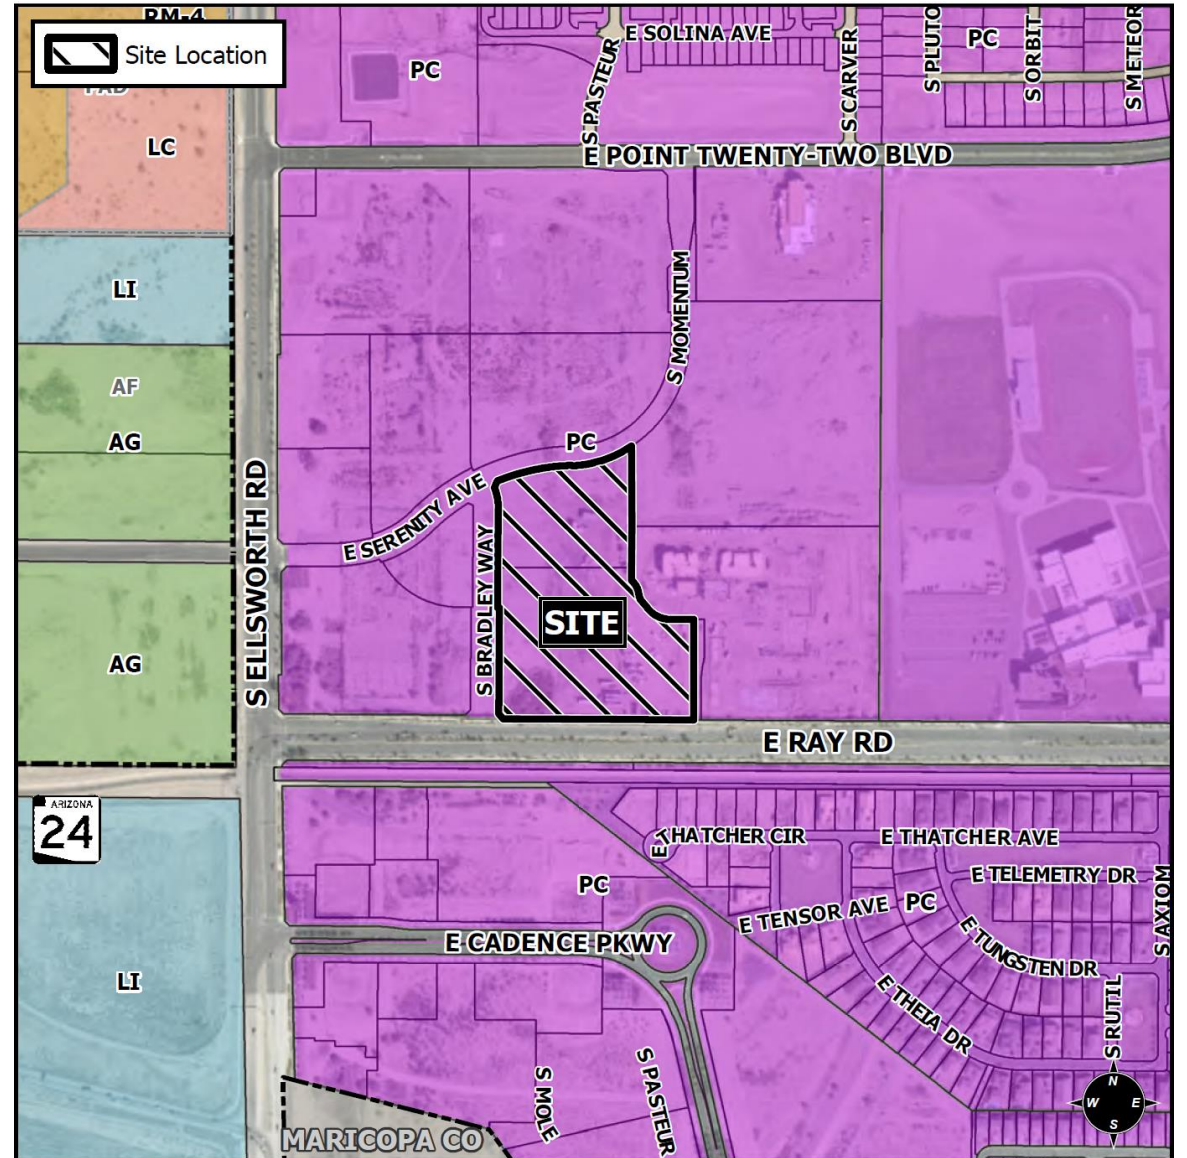 RM-4
Site Location
PAD
LC
PC
E SOLINA AVE
S PASTEUR
S CARVER
S PLUTO
PC
S ORBIT
S METEOR
E POINT TWENTY-TWO BLVD
LI
AF
AG
S MOMENTUM
PC
E SERENITY AVE
S ELLSWORTH RD
S BRADLEY WAY
SITE
AG
E RAY RD
ARIZONA
24
E THATCHER CIR
E THATCHER AVE
E TELEMETRY DR
PC
E TENSOR AVE
PC
S AXIOM
E TUNGSTEN DR
E CADENCE PKWY
LI
E THEIA DR
S RUTIL
S MOLE
S PASTEUR
MARICOPA CO
N
W
E
S